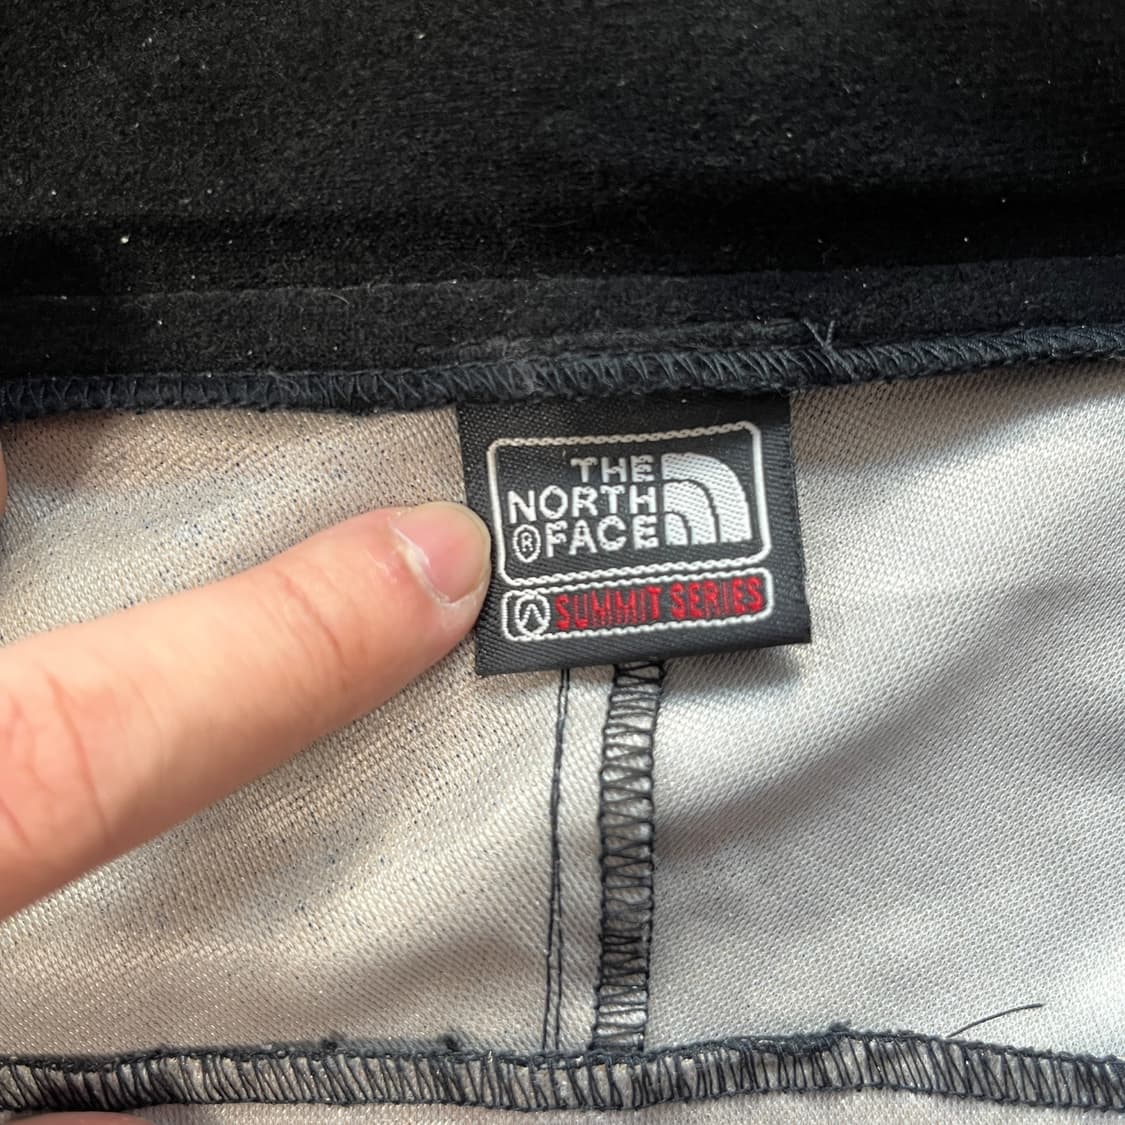 THE
NORTH
® FACE
SUMMIT SERIES